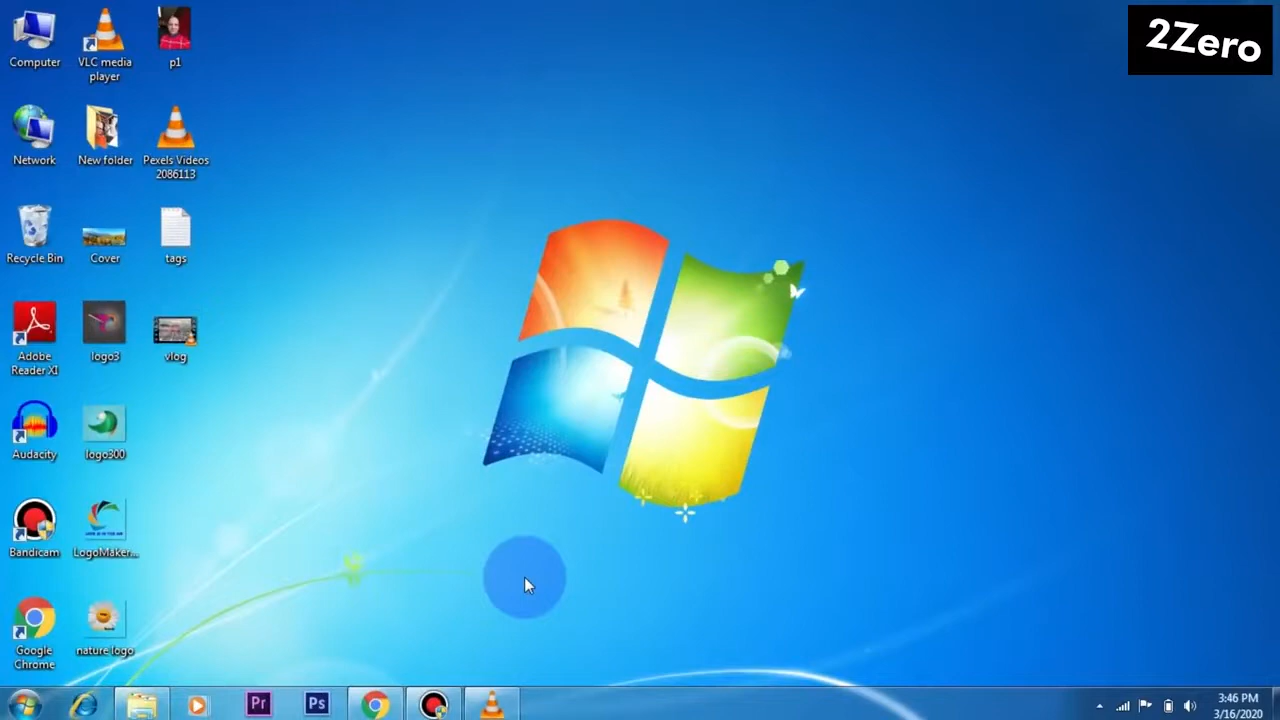 2Zero
Computer
VLC media
player
p1
Network
New folder
Pexels Videos
2086113
Recycle Bin
Cover
tags
Adobe
Reader XI
logo3
vlog
Audacity
logo300
Bandicam
LogoMaker...
Google
Chrome
nature logo
Pr
Ps
3:46 PM
3/16/2020